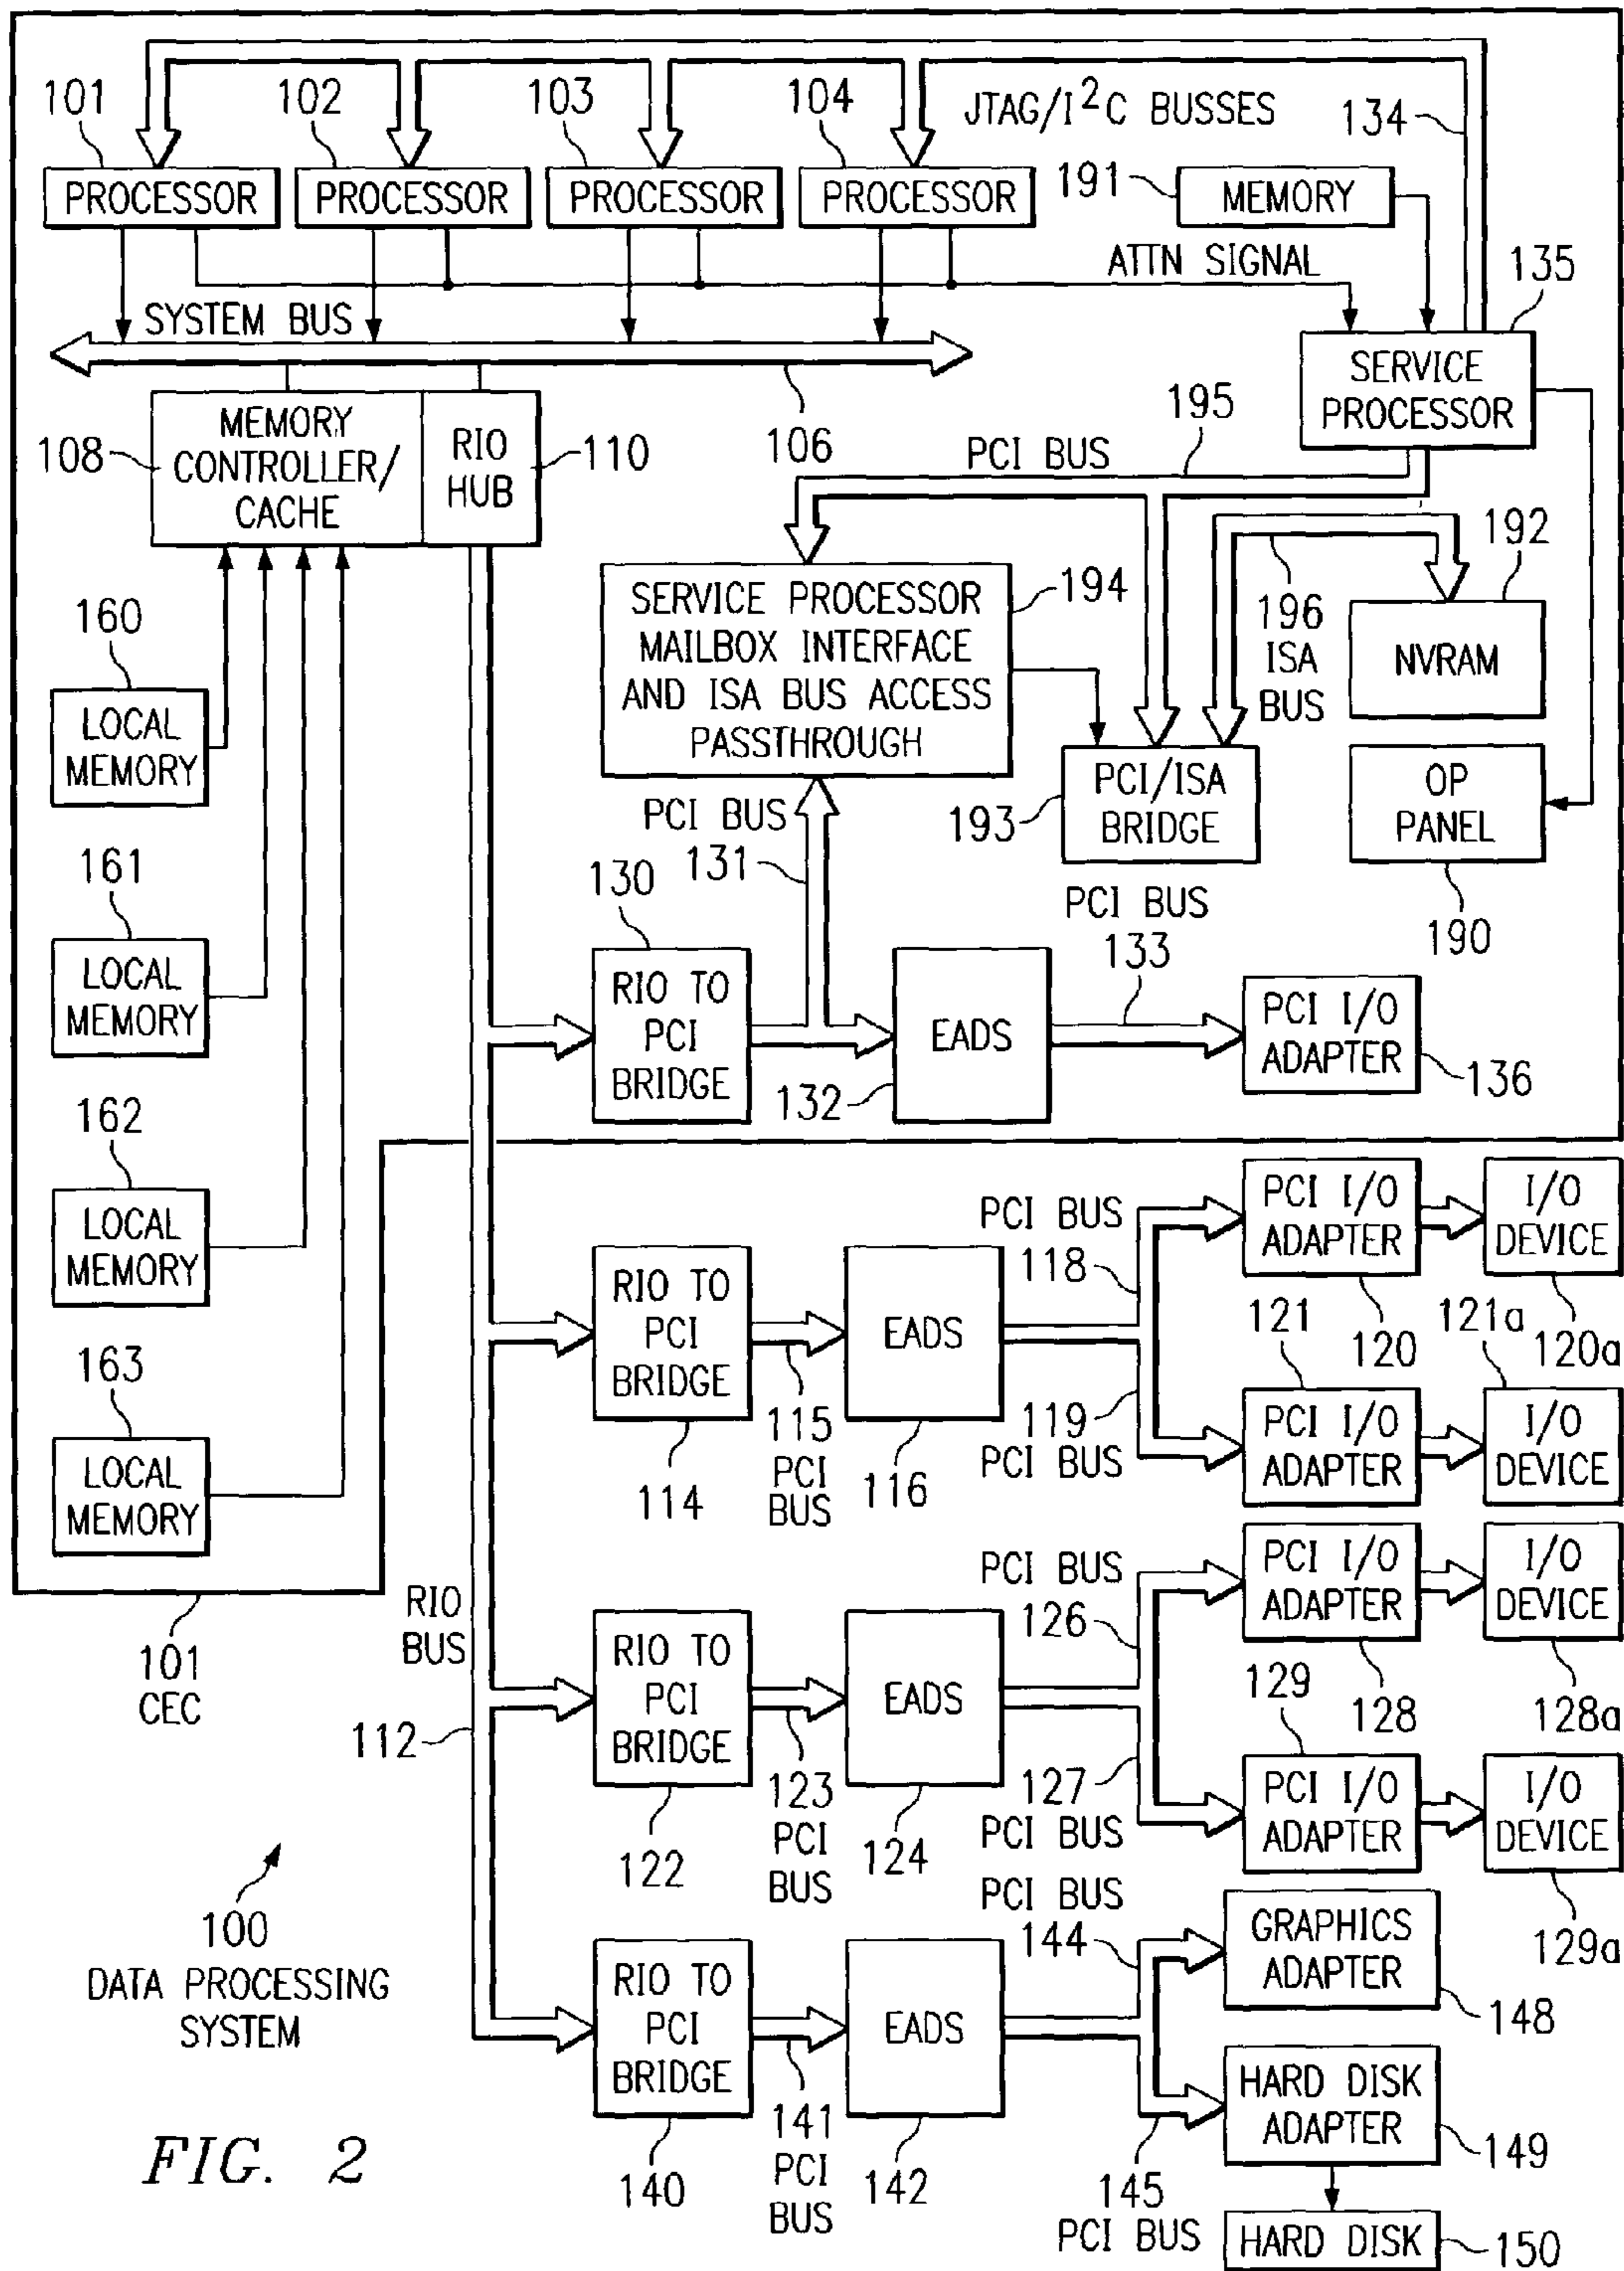 101
102
103
104
JTAG/I²C BUSSES
134
PROCESSOR
PROCESSOR
PROCESSOR
PROCESSOR
191
MEMORY
ATTN SIGNAL
135
SYSTEM BUS
SERVICE
PROCESSOR
108
MEMORY
CONTROLLER/
CACHE
RIO
HUB
110
106
195
PCI BUS
160
LOCAL
MEMORY
161
LOCAL
MEMORY
162
LOCAL
MEMORY
163
LOCAL
MEMORY
SERVICE PROCESSOR
MAILBOX INTERFACE
AND ISA BUS ACCESS
PASSTHROUGH
194
196
ISA
BUS
192
NVRAM
PCI BUS
131
193
PCI/ISA
BRIDGE
OP
PANEL
190
130
RIO TO
PCI
BRIDGE
EADS
132
PCI BUS
133
PCI I/O
ADAPTER
136
RIO TO
PCI
BRIDGE
114
115
PCI
BUS
EADS
116
PCI BUS
118
119
PCI BUS
PCI I/O
ADAPTER
120
I/O
DEVICE
120a
121
PCI I/O
ADAPTER
121a
I/O
DEVICE
101
CEC
RIO
BUS
112
RIO TO
PCI
BRIDGE
122
123
PCI
BUS
EADS
124
PCI BUS
126
127
PCI BUS
PCI I/O
ADAPTER
128
I/O
DEVICE
128a
129
PCI I/O
ADAPTER
I/O
DEVICE
129a
100
DATA PROCESSING
SYSTEM
RIO TO
PCI
BRIDGE
140
141
PCI
BUS
EADS
142
PCI BUS
144
145
PCI BUS
GRAPHICS
ADAPTER
148
HARD DISK
ADAPTER
149
HARD DISK
150
FIG. 2